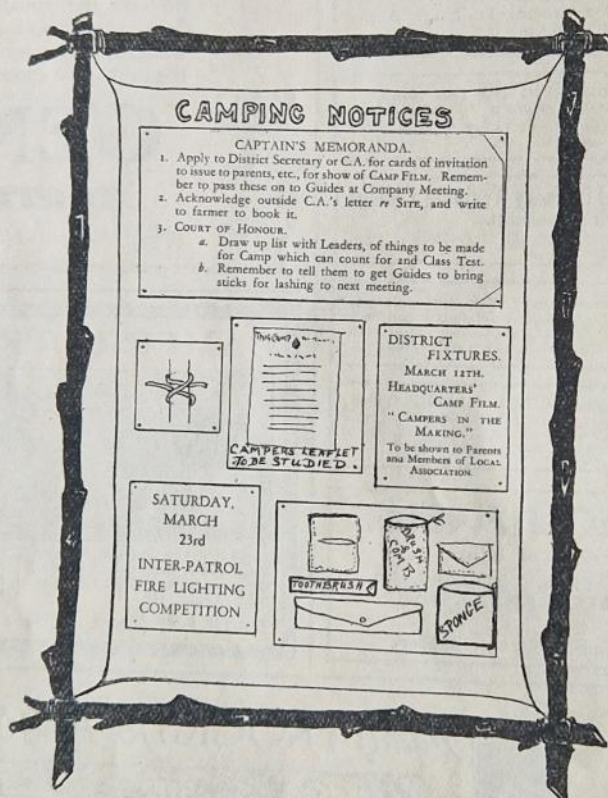 CAMPING NOTICES
CAPTAIN'S MEMORANDA.
1. Apply to District Secretary or C.A. for cards of invitation
to issue to parents, etc., for show of CAMP FILM. Remem-
ber to pass these on to Guides at Company Meeting.
2. Acknowledge outside C.A.'s letter re SITE, and write
to farmer to book it.
3. COURT OF HONOUR.
a. Draw up list with Leaders, of things to be made
for Camp which can count for 2nd Class Test.
b. Remember to tell them to get Guides to bring
sticks for lashing to next meeting.
CAMPERS LEAFLET
TO BE STUDIED.
DISTRICT
FIXTURES.
MARCH 12TH.
HEADQUARTERS'
CAMP FILM.
"CAMPERS IN THE
MAKING."
To be shown to Parents
and Members of LOCAL
ASSOCIATION.
SATURDAY,
MARCH
23rd
INTER-PATROL
FIRE LIGHTING
COMPETITION
BRUSH
&
COMB
TOOTHBRUSH
SPONGE